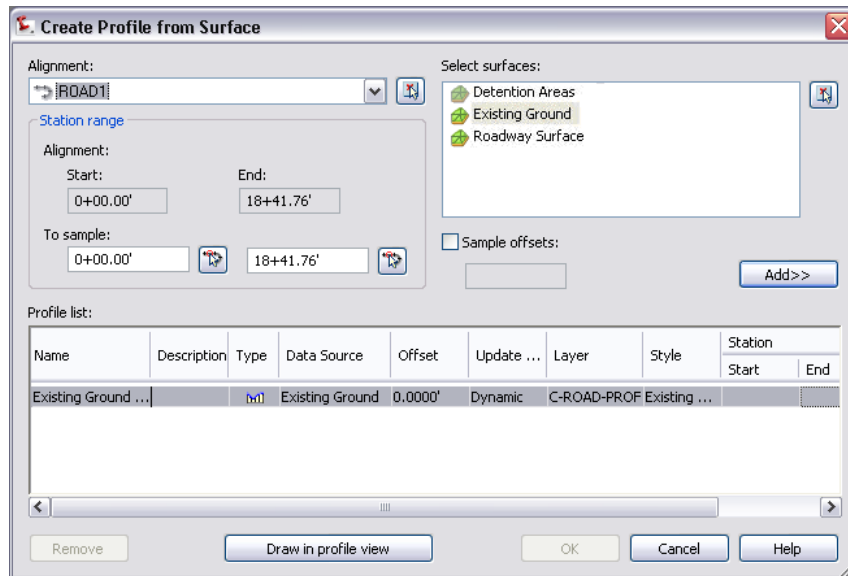 Create Profile from Surface
Alignment:
ROAD1
Select surfaces:
Detention Areas
Existing Ground
Roadway Surface
Station range
Alignment:
Start:
End:
0+00.00'
18+41.76'
To sample:
0+00.00'
18+41.76'
Sample offsets:
Add>>
Profile list:
Name
Description
Type
Data Source
Offset
Update ...
Layer
Style
Station
Start
End
Existing Ground ...
Existing Ground
0.0000'
Dynamic
C-ROAD-PROF
Existing ...
Remove
Draw in profile view
OK
Cancel
Help